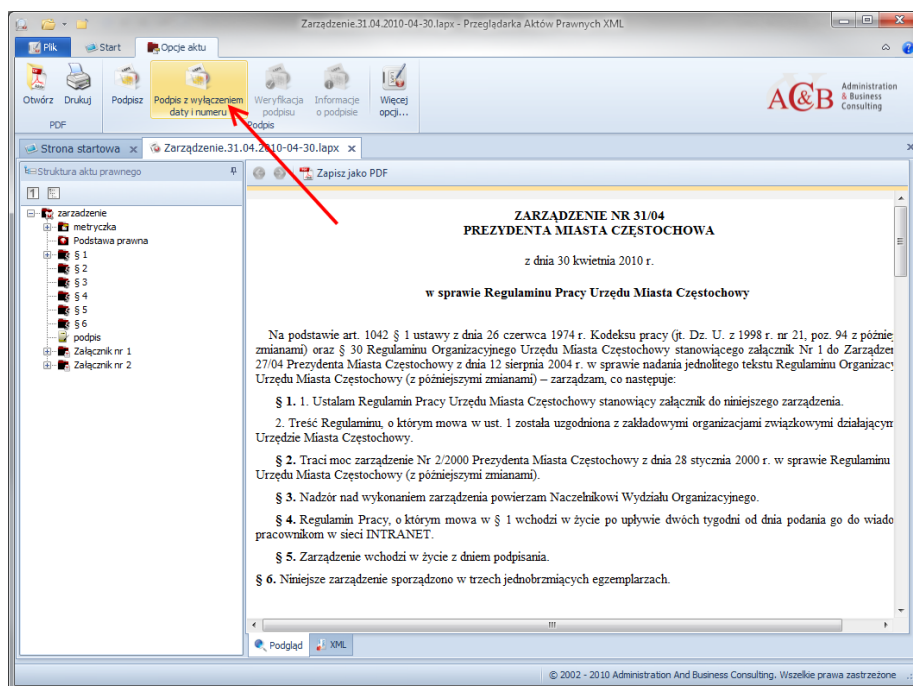 Zarządzenie.31.04.2010-04-30.lapx - Przeglądarka Aktów Prawnych XML
Plik
Start
Opcje aktu
Otwórz
Drukuj
Podpisz
Podpis z wyłączeniem
daty i numeru
Weryfikacja
podpisu
Informacje
o podpisie
Więcej
opcji...
PDF
Podpis
AC&B
Administration
& Business
Consulting
Strona startowa
Zarządzenie.31.04.2010-04-30.lapx
Struktura aktu prawnego
Zapisz jako PDF
1
zarzadzenie
metryczka
Podstawa prawna
§ 1
§ 2
§ 3
§ 4
§ 5
§ 6
podpis
Załącznik nr 1
Załącznik nr 2
ZARZĄDZENIE NR 31/04
PREZYDENTA MIASTA CZĘSTOCHOWA
z dnia 30 kwietnia 2010 r.
w sprawie Regulaminu Pracy Urzędu Miasta Częstochowy
Na podstawie art. 1042 § 1 ustawy z dnia 26 czerwca 1974 r. Kodeksu pracy (jt. Dz. U. z 1998 r. nr 21, poz. 94 z późnie
zmianami) oraz § 30 Regulaminu Organizacyjnego Urzędu Miasta Częstochowy stanowiącego załącznik Nr 1 do Zarządzen
27/04 Prezydenta Miasta Częstochowy z dnia 12 sierpnia 2004 r. w sprawie nadania jednolitego tekstu Regulaminu Organizacy
Urzędu Miasta Częstochowy (z późniejszymi zmianami) – zarządzam, co następuje:
§ 1. 1. Ustalam Regulamin Pracy Urzędu Miasta Częstochowy stanowiący załącznik do niniejszego zarządzenia.
2. Treść Regulaminu, o którym mowa w ust. 1 została uzgodniona z zakładowymi organizacjami związkowymi działającym
Urzędzie Miasta Częstochowy.
§ 2. Traci moc zarządzenie Nr 2/2000 Prezydenta Miasta Częstochowy z dnia 28 stycznia 2000 r. w sprawie Regulaminu
Urzędu Miasta Częstochowy (z późniejszymi zmianami).
§ 3. Nadzór nad wykonaniem zarządzenia powierzam Naczelnikowi Wydziału Organizacyjnego.
§ 4. Regulamin Pracy, o którym mowa w § 1 wchodzi w życie po upływie dwóch tygodni od dnia podania go do wiado
pracownikom w sieci INTRANET.
§ 5. Zarządzenie wchodzi w życie z dniem podpisania.
§ 6. Niniejsze zarządzenie sporządzono w trzech jednobrzmiących egzemplarzach.
Podgląd
XML
© 2002 - 2010 Administration And Business Consulting. Wszelkie prawa zastrzeżone